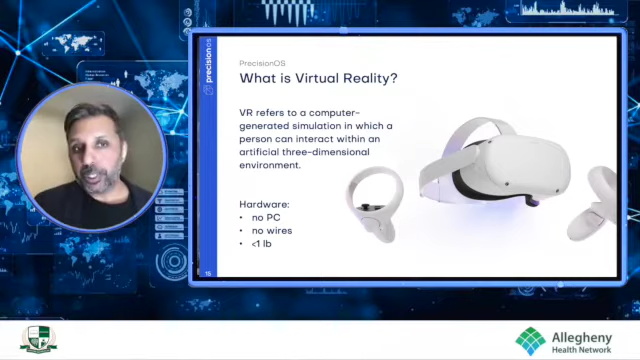 precisionOS
PrecisionOS
What is Virtual Reality?
VR refers to a computer-
generated simulation in which a
person can interact within an
artificial three-dimensional
environment.
Hardware:
• no PC
• no wires
• <1 lb
15
Allegheny
Health Network